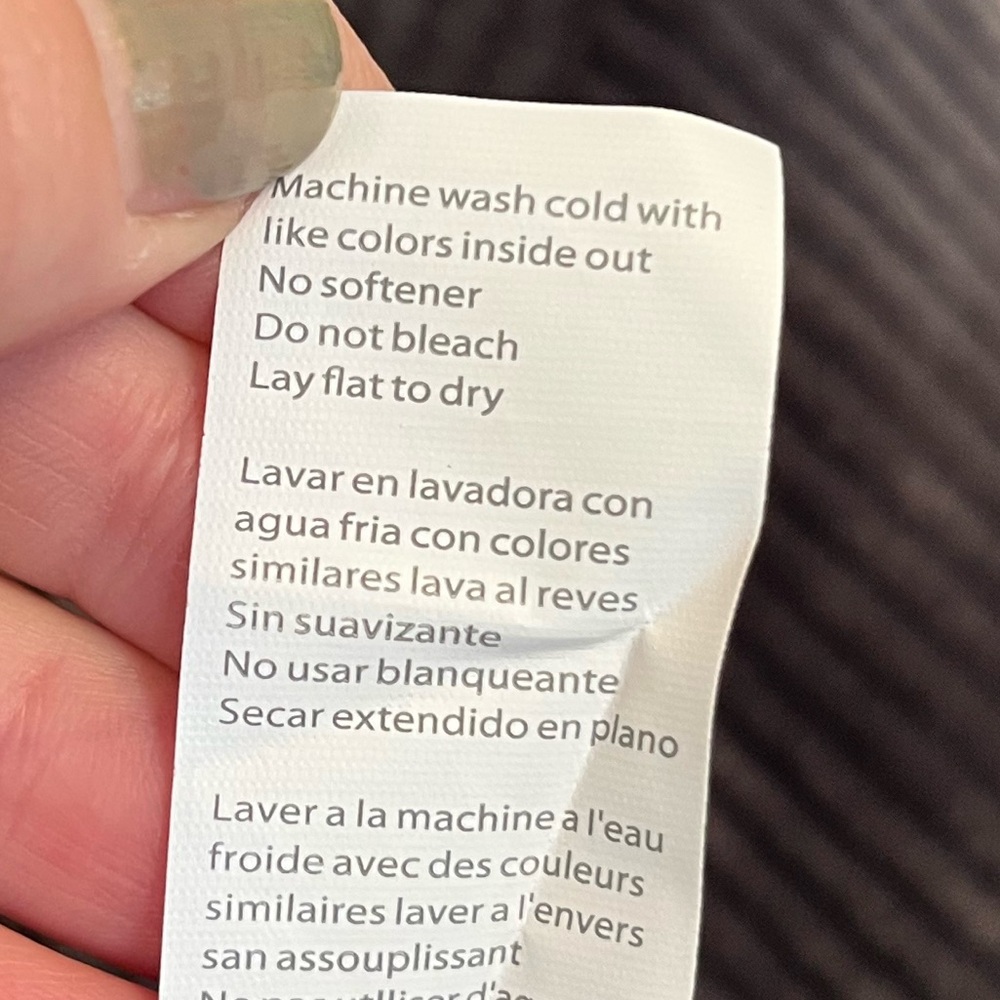 Machine wash cold with
like colors inside out
No softener
Do not bleach
Lay flat to dry
Lavar en lavadora con
agua fria con colores
similares lava al reves
Sin suavizante
No usar blanqueante
Secar extendido en plano
Laver a la machine a l'eau
froide avec des couleurs
similaires laver a l'envers
san assouplissant